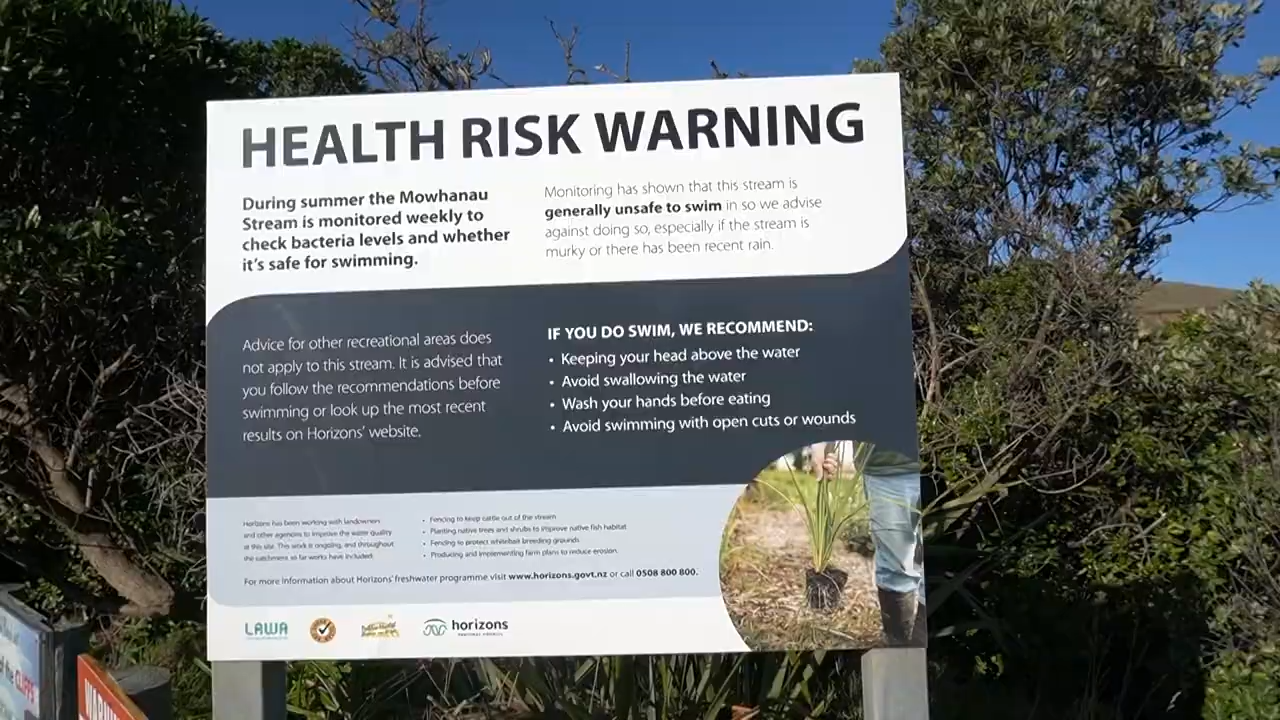 HEALTH RISK WARNING
During summer the Mowhanau
Stream is monitored weekly to
check bacteria levels and whether
it's safe for swimming.
Monitoring has shown that this stream is
generally unsafe to swim in so we advise
against doing so, especially if the stream is
murky or there has been recent rain.
Advice for other recreational areas does
not apply to this stream. It is advised that
you follow the recommendations before
swimming or look up the most recent
results on Horizons' website.
IF YOU DO SWIM, WE RECOMMEND:
• Keeping your head above the water
• Avoid swallowing the water
• Wash your hands before eating
• Avoid swimming with open cuts or wounds
Horizons has been working with landowners
and other agencies to improve the water quality
at this site. This work is ongoing, and throughout
the catchment so far works have included:
• Fencing to keep cattle out of the stream
• Planting native trees and shrubs to improve native fish habitat
• Fencing to protect whitebait breeding grounds
• Producing and implementing farm plans to reduce erosion.
For more information about Horizons' freshwater programme visit www.horizons.govt.nz or call 0508 800 800.
LAWA
horizons
REGIONAL COUNCIL
the CLIFFS
WARNING